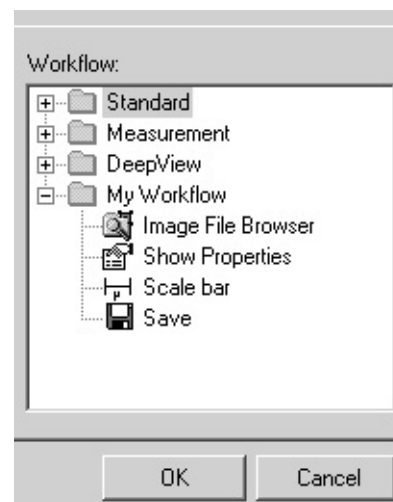 Workflow:
Standard
Measurement
DeepView
My Workflow
Image File Browser
Show Properties
Scale bar
Save
OK Cancel